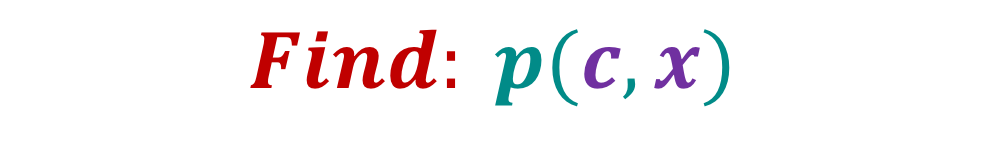 Find: p(c, x)